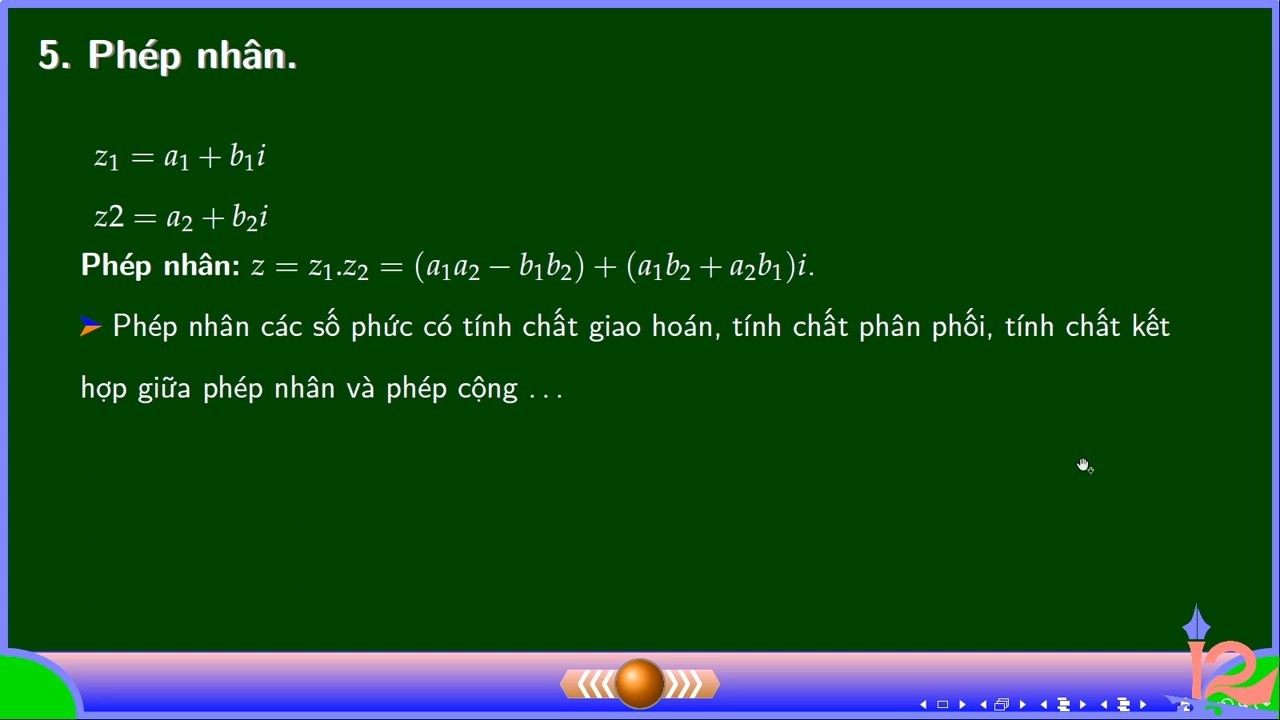 5. Phép nhân.
z₁ = a₁ + b₁i
z2 = a₂ + b₂i
Phép nhân: z = z₁.z₂ = (a₁a₂ − b₁b₂) + (a₁b₂ + a₂b₁)i.
Phép nhân các số phức có tính chất giao hoán, tính chất phân phối, tính chất kết
hợp giữa phép nhân và phép cộng . . .
12